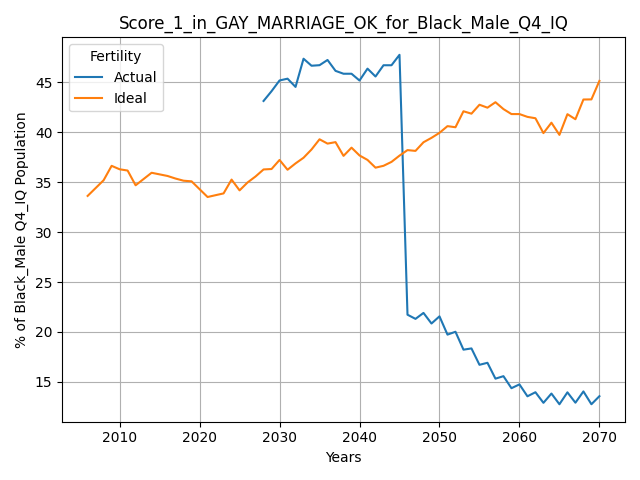 Score_1_in_GAY_MARRIAGE_OK_for_Black_Male_Q4_IQ
Fertility
Actual
Ideal
% of Black_Male Q4_IQ Population
45
40
35
30
25
20
15
2010 2020 2030 2040 2050 2060 2070
Years